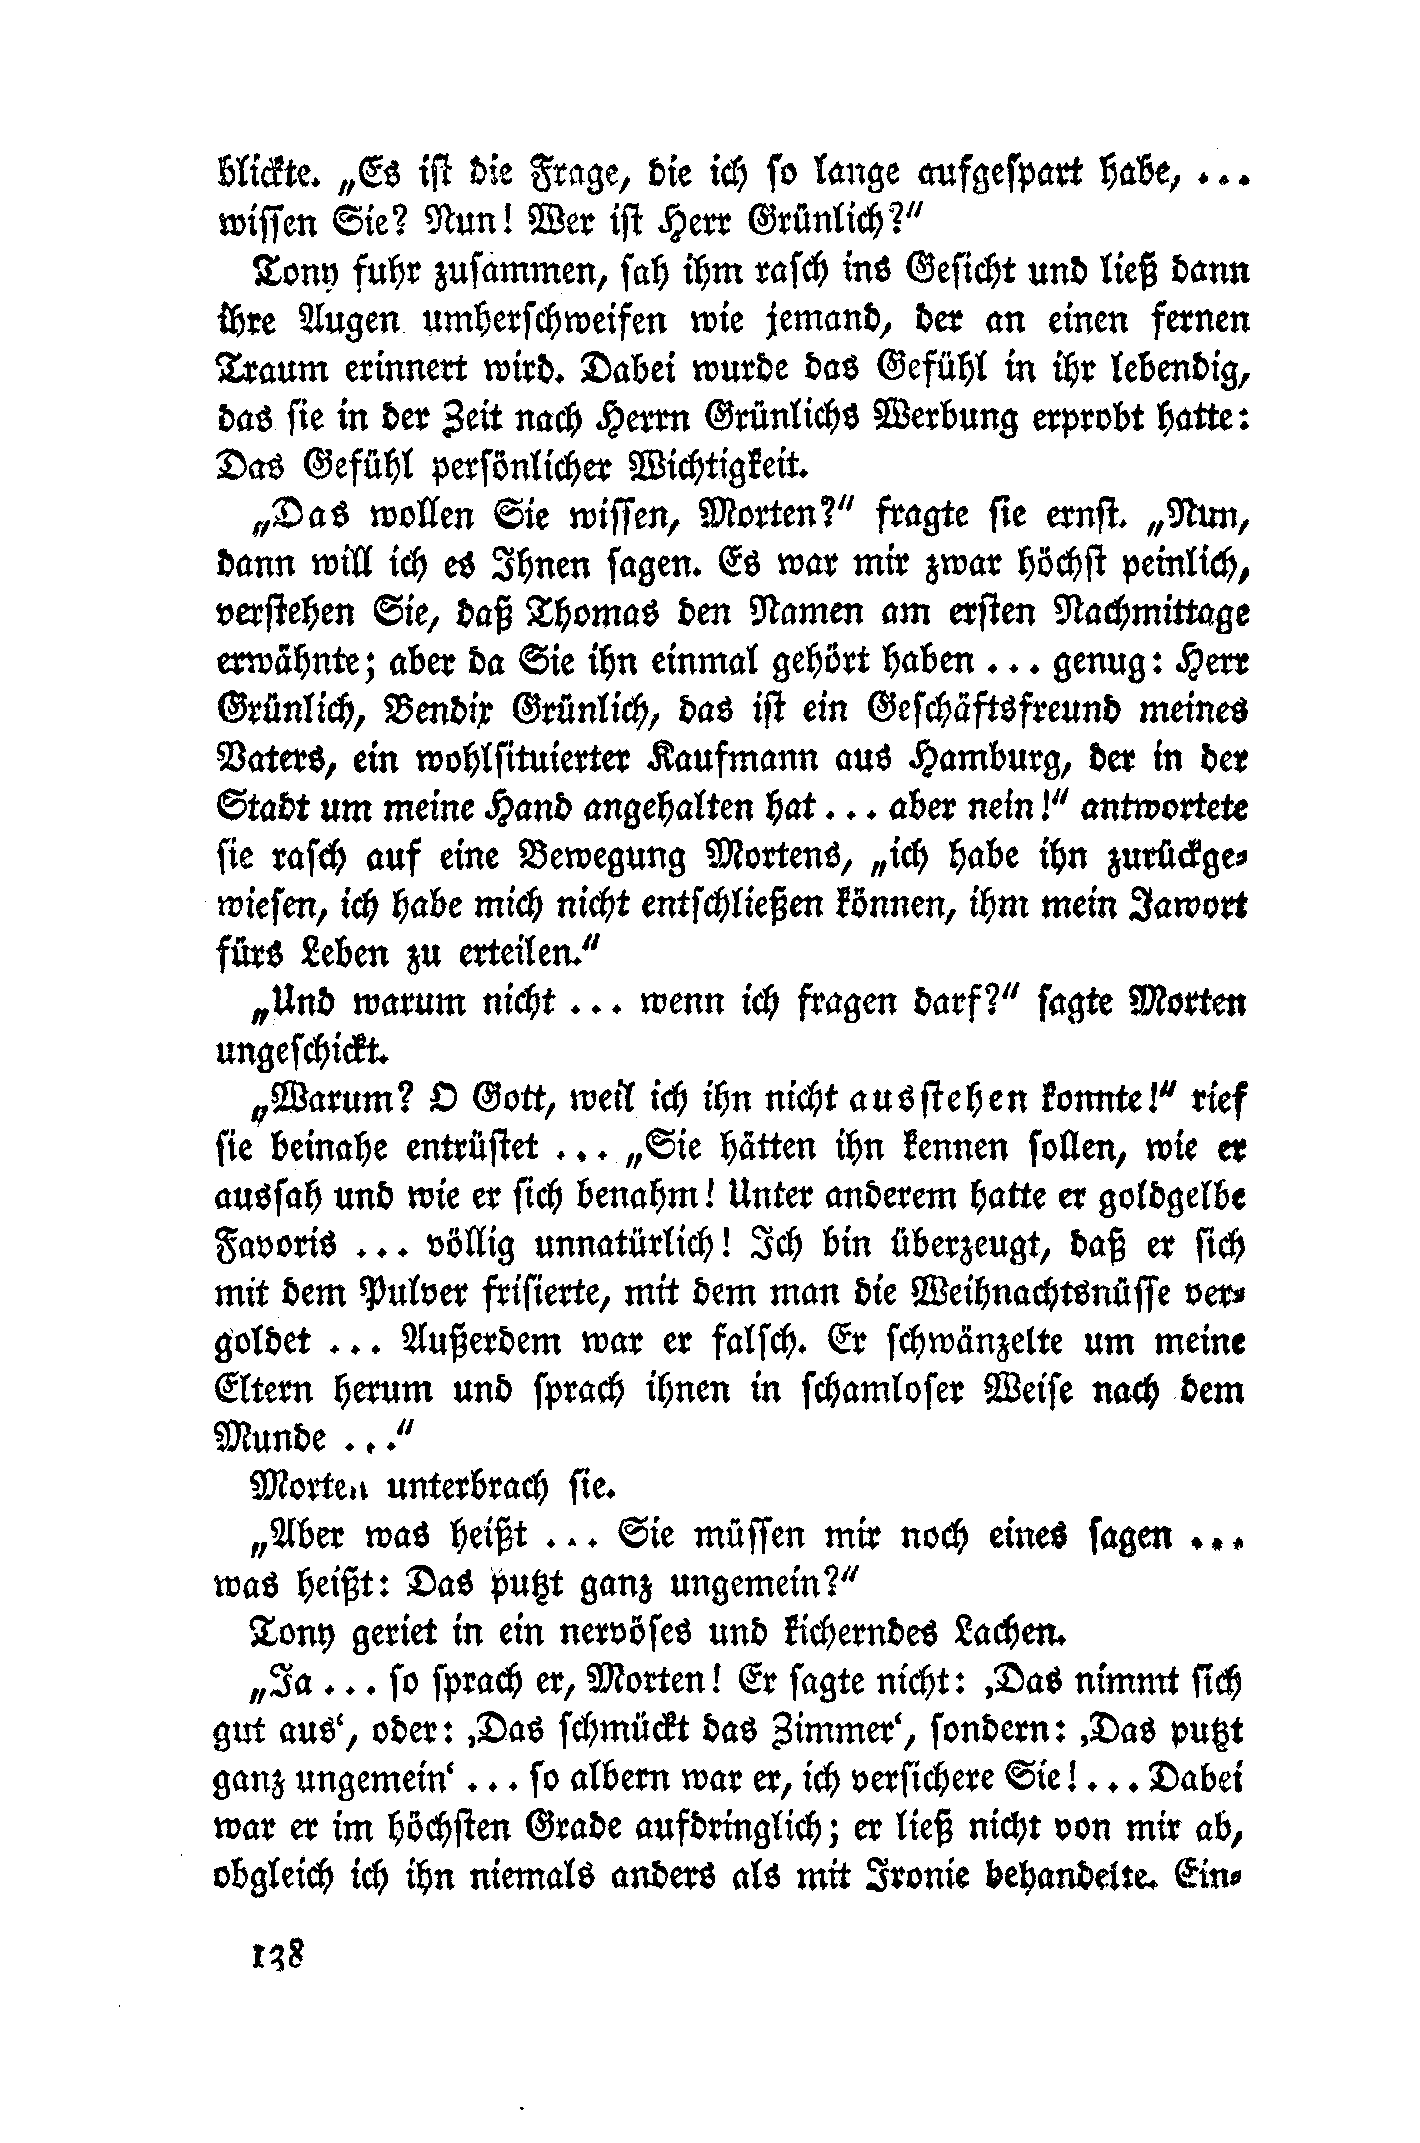 blickte. „Es ist die Frage, die ich so lange aufgespart habe, ...
wissen Sie? Nun! Wer ist Herr Grünlich?“
Tony fuhr zusammen, sah ihm rasch ins Gesicht und ließ dann
ihre Augen umherschweifen wie jemand, der an einen fernen
Traum erinnert wird. Dabei wurde das Gefühl in ihr lebendig,
das sie in der Zeit nach Herrn Grünlichs Werbung erprobt hatte:
Das Gefühl persönlicher Wichtigkeit.
„Das wollen Sie wissen, Morten?“ fragte sie ernst. „Nun,
dann will ich es Ihnen sagen. Es war mir zwar höchst peinlich,
verstehen Sie, daß Thomas den Namen am ersten Nachmittage
erwähnte; aber da Sie ihn einmal gehört haben ... genug: Herr
Grünlich, Bendix Grünlich, das ist ein Geschäftsfreund meines
Vaters, ein wohlsituierter Kaufmann aus Hamburg, der in der
Stadt um meine Hand angehalten hat ... aber nein!“ antwortete
sie rasch auf eine Bewegung Mortens, „ich habe ihn zurückge-
wiesen, ich habe mich nicht entschließen können, ihm mein Jawort
fürs Leben zu erteilen.“
„Und warum nicht ... wenn ich fragen darf?“ sagte Morten
ungeschickt.
„Warum? O Gott, weil ich ihn nicht ausstehen konnte!“ rief
sie beinahe entrüstet ... „Sie hätten ihn kennen sollen, wie er
aussah und wie er sich benahm! Unter anderem hatte er goldgelbe
Favoris ... völlig unnatürlich! Ich bin überzeugt, daß er sich
mit dem Pulver frisierte, mit dem man die Weihnachtsnüsse ver-
goldet ... Außerdem war er falsch. Er schwänzelte um meine
Eltern herum und sprach ihnen in schamloser Weise nach dem
Munde ...“
Morten unterbrach sie.
„Aber was heißt ... Sie müssen mir noch eines sagen ...
was heißt: Das putzt ganz ungemein?“
Tony geriet in ein nervöses und kicherndes Lachen.
„Ja ... so sprach er, Morten! Er sagte nicht: ‚Das nimmt sich
gut aus‘, oder: ‚Das schmückt das Zimmer‘, sondern: ‚Das putzt
ganz ungemein‘ ... so albern war er, ich versichere Sie! ... Dabei
war er im höchsten Grade aufdringlich; er ließ nicht von mir ab,
obgleich ich ihn niemals anders als mit Ironie behandelte. Ein-
138